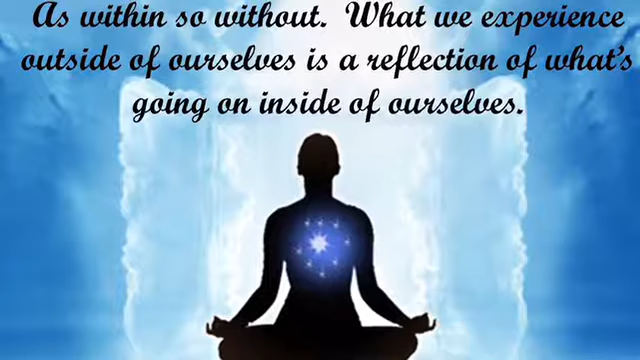 As within so without.  What we experience
outside of ourselves is a reflection of what's
going on inside of ourselves.